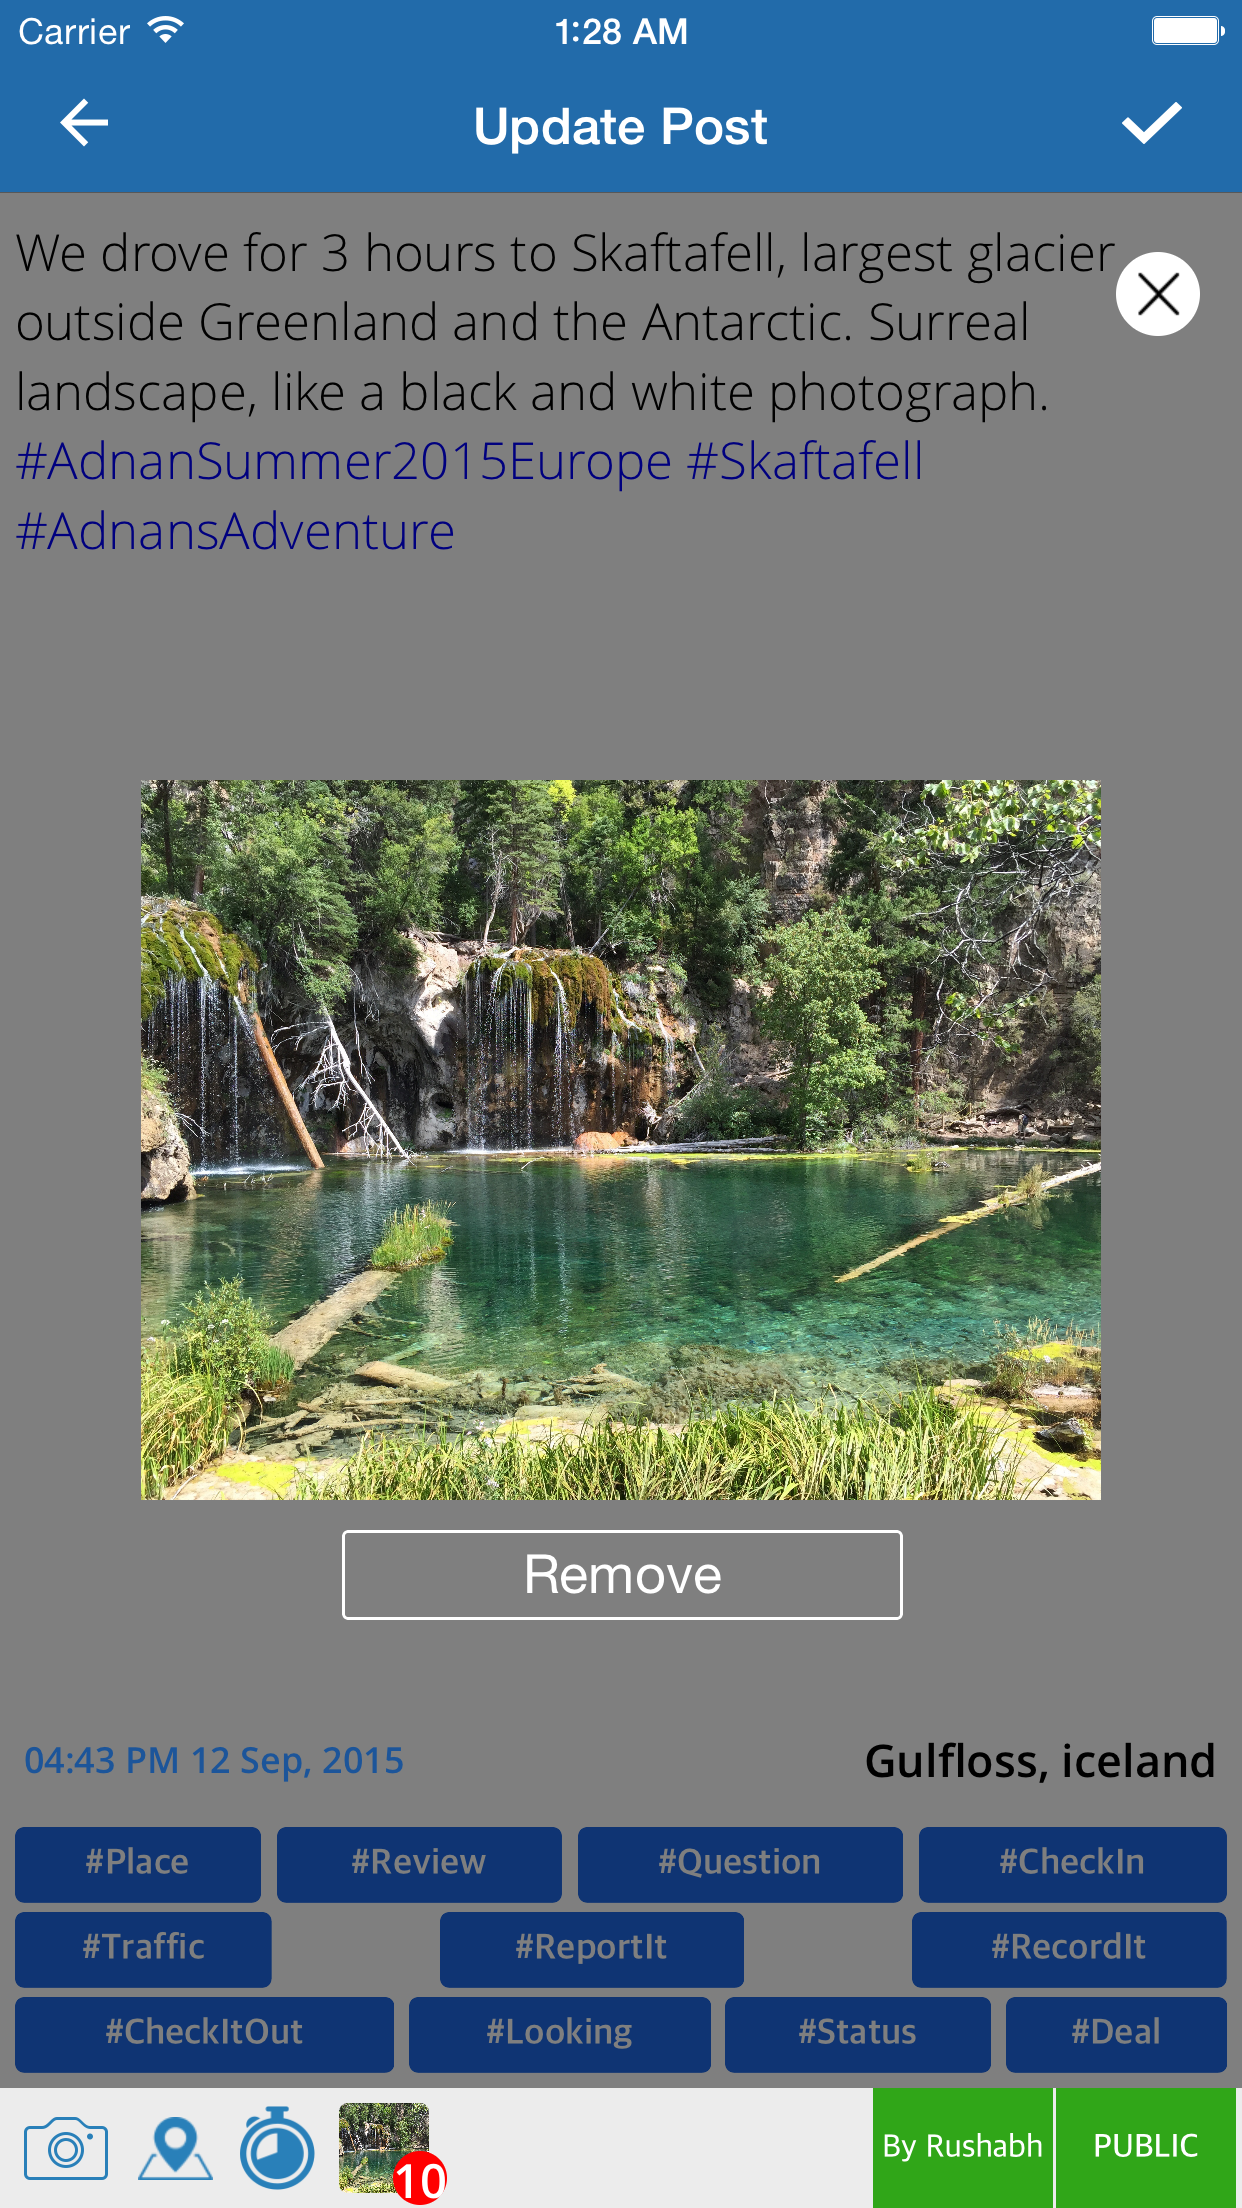 Carrier 1:28 AM
Update Post
We drove for 3 hours to Skaftafell, largest glacier
outside Greenland and the Antarctic. Surreal
landscape, like a black and white photograph.
#AdnanSummer2015Europe #Skaftafell
#AdnansAdventure
Remove
04:43 PM 12 Sep, 2015 Gulfloss, iceland
#Place #Review #Question #CheckIn
#Traffic #ReportIt #RecordIt
#CheckItOut #Looking #Status #Deal
10 By Rushabh PUBLIC